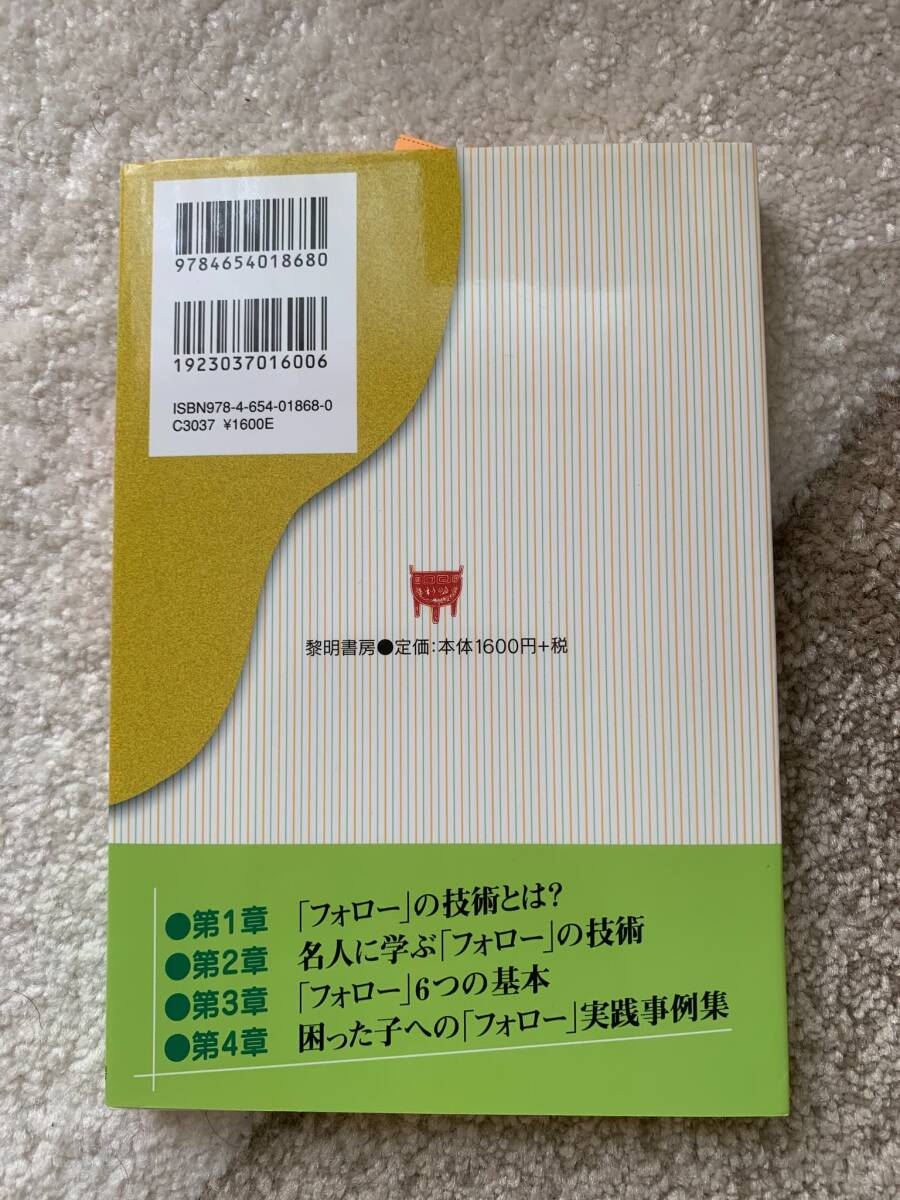 9784654018680
1923037016006
ISBN978-4-654-01868-0
C3037 ¥1600E
黎明書房●定価:本体1600円+税
●第1章 「フォロー」の技術とは?
●第2章 名人に学ぶ「フォロー」の技術
●第3章 「フォロー」6つの基本
●第4章 困った子への「フォロー」実践事例集